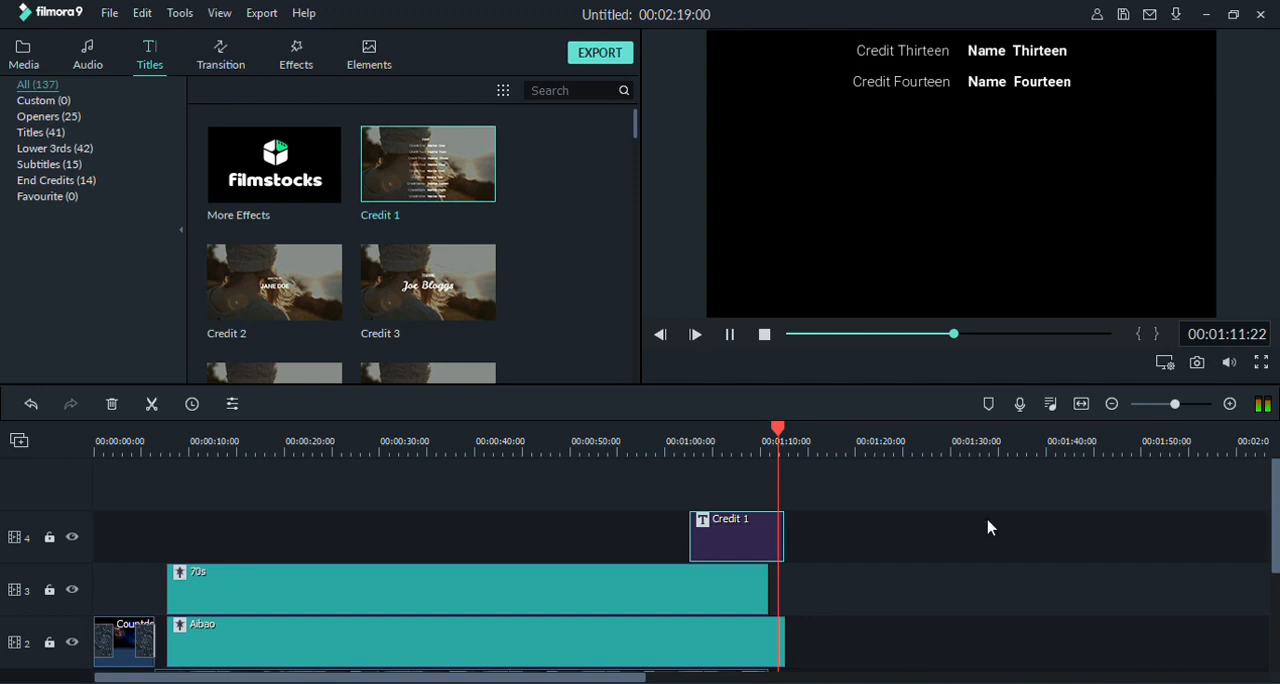 filmora9 File Edit Tools View Export Help Untitled: 00:02:19:00
Media Audio Titles Transition Effects Elements EXPORT
All (137)
Custom (0)
Openers (25)
Titles (41)
Lower 3rds (42)
Subtitles (15)
End Credits (14)
Favourite (0)
Search
filmstocks
More Effects
Credit 1
JANE DOE
Credit 2
Joe Bloggs
Credit 3
Credit Thirteen Name Thirteen
Credit Fourteen Name Fourteen
00:01:11:22
00:00:00:00 00:00:10:00 00:00:20:00 00:00:30:00 00:00:40:00 00:00:50:00 00:01:00:00 00:01:10:00 00:01:20:00 00:01:30:00 00:01:40:00 00:01:50:00 00:02:0
4 T Credit 1
3 70s
2 Countdo Aibao